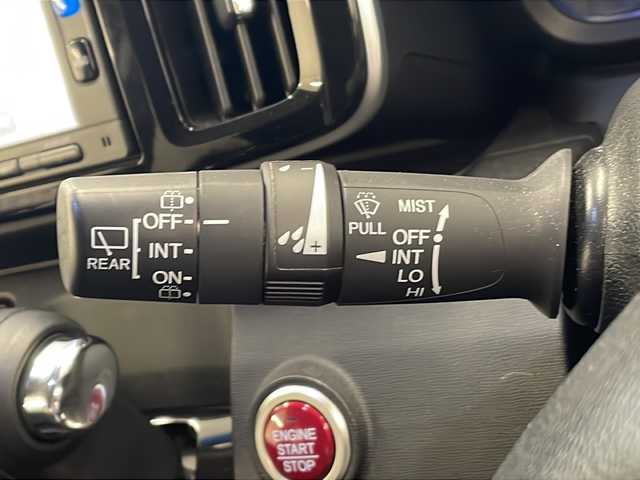 OFF
INT
ON
REAR
PULL
MIST
OFF
INT
LO
HI
ENGINE
START
STOP